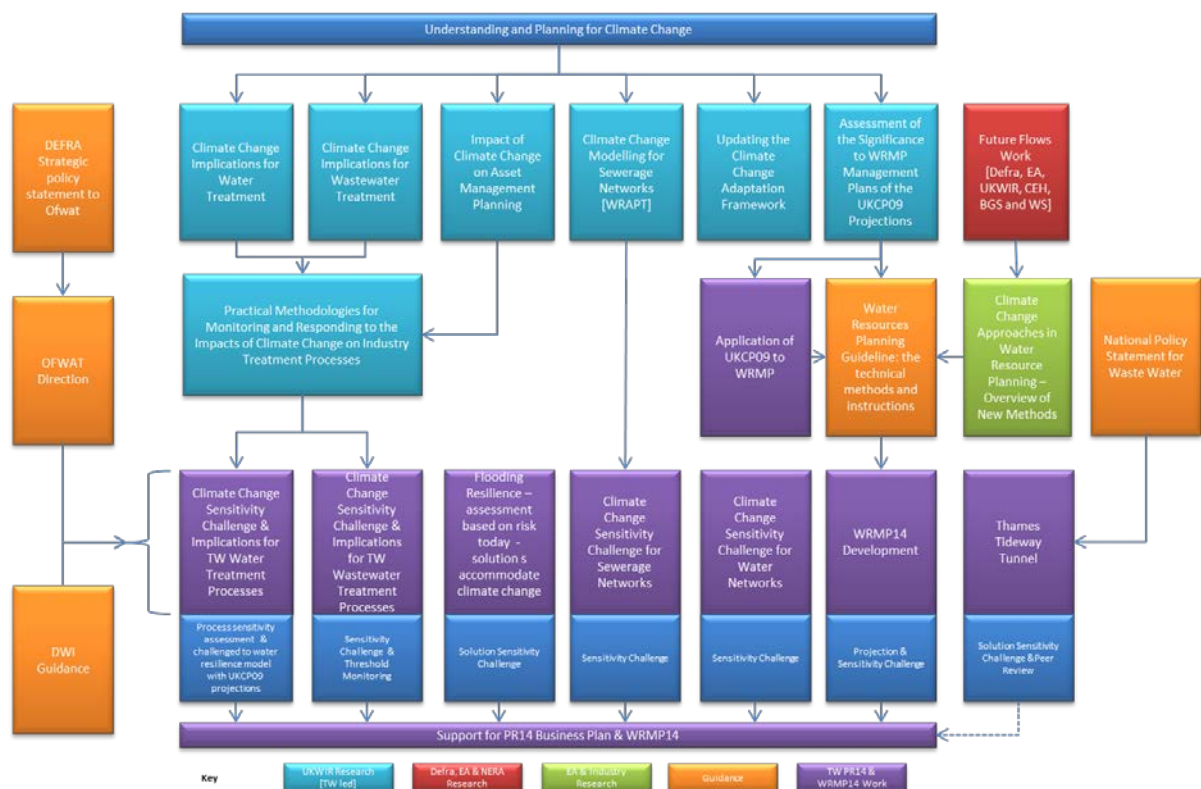 Understanding and Planning for Climate Change
DEFRA
Strategic
policy
statement to
Ofwat
Climate Change
Implications for
Water
Treatment
Climate Change
Implications for
Wastewater
Treatment
Impact of
Climate Change
on Asset
Management
Planning
Climate Change
Modelling for
Sewerage
Networks
[WRAPT]
Updating the
Climate
Change
Adaptation
Framework
Assessment of
the Significance
to WRMP
Management
Plans of the
UKCP09
Projections
Future Flows
Work
[Defra, EA,
UKWIR, CEH,
BGS and WS]
OFWAT
Direction
Practical Methodologies for
Monitoring and Responding to the
Impacts of Climate Change on Industry
Treatment Processes
Application of
UKCP09 to
WRMP
Water
Resources
Planning
Guideline: the
technical
methods and
instructions
Climate
Change
Approaches in
Water
Resource
Planning –
Overview of
New Methods
National Policy
Statement for
Waste Water
Climate Change
Sensitivity
Challenge &
Implications for
TW Water
Treatment
Processes
Climate
Change
Sensitivity
Challenge &
Implications for
TW
Wastewater
Treatment
Processes
Flooding
Resilience –
assessment
based on risk
today -
solution s
accommodate
climate change
Climate
Change
Sensitivity
Challenge for
Sewerage
Networks
Climate
Change
Sensitivity
Challenge for
Water
Networks
WRMP14
Development
Thames
Tideway
Tunnel
DWI
Guidance
Process sensitivity
assessment &
challenged to water
resilience model
with UKCP09
projections
Sensitivity
Challenge &
Threshold
Monitoring
Solution Sensitivity
Challenge
Sensitivity Challenge
Sensitivity Challenge
Projection &
Sensitivity Challenge
Solution Sensitivity
Challenge & Peer
Review
Support for PR14 Business Plan & WRMP14
Key
UKWIR Research
[TW led]
Defra, EA & NERA
Research
EA & Industry
Research
Guidance
TW PR14 &
WRMP14 Work